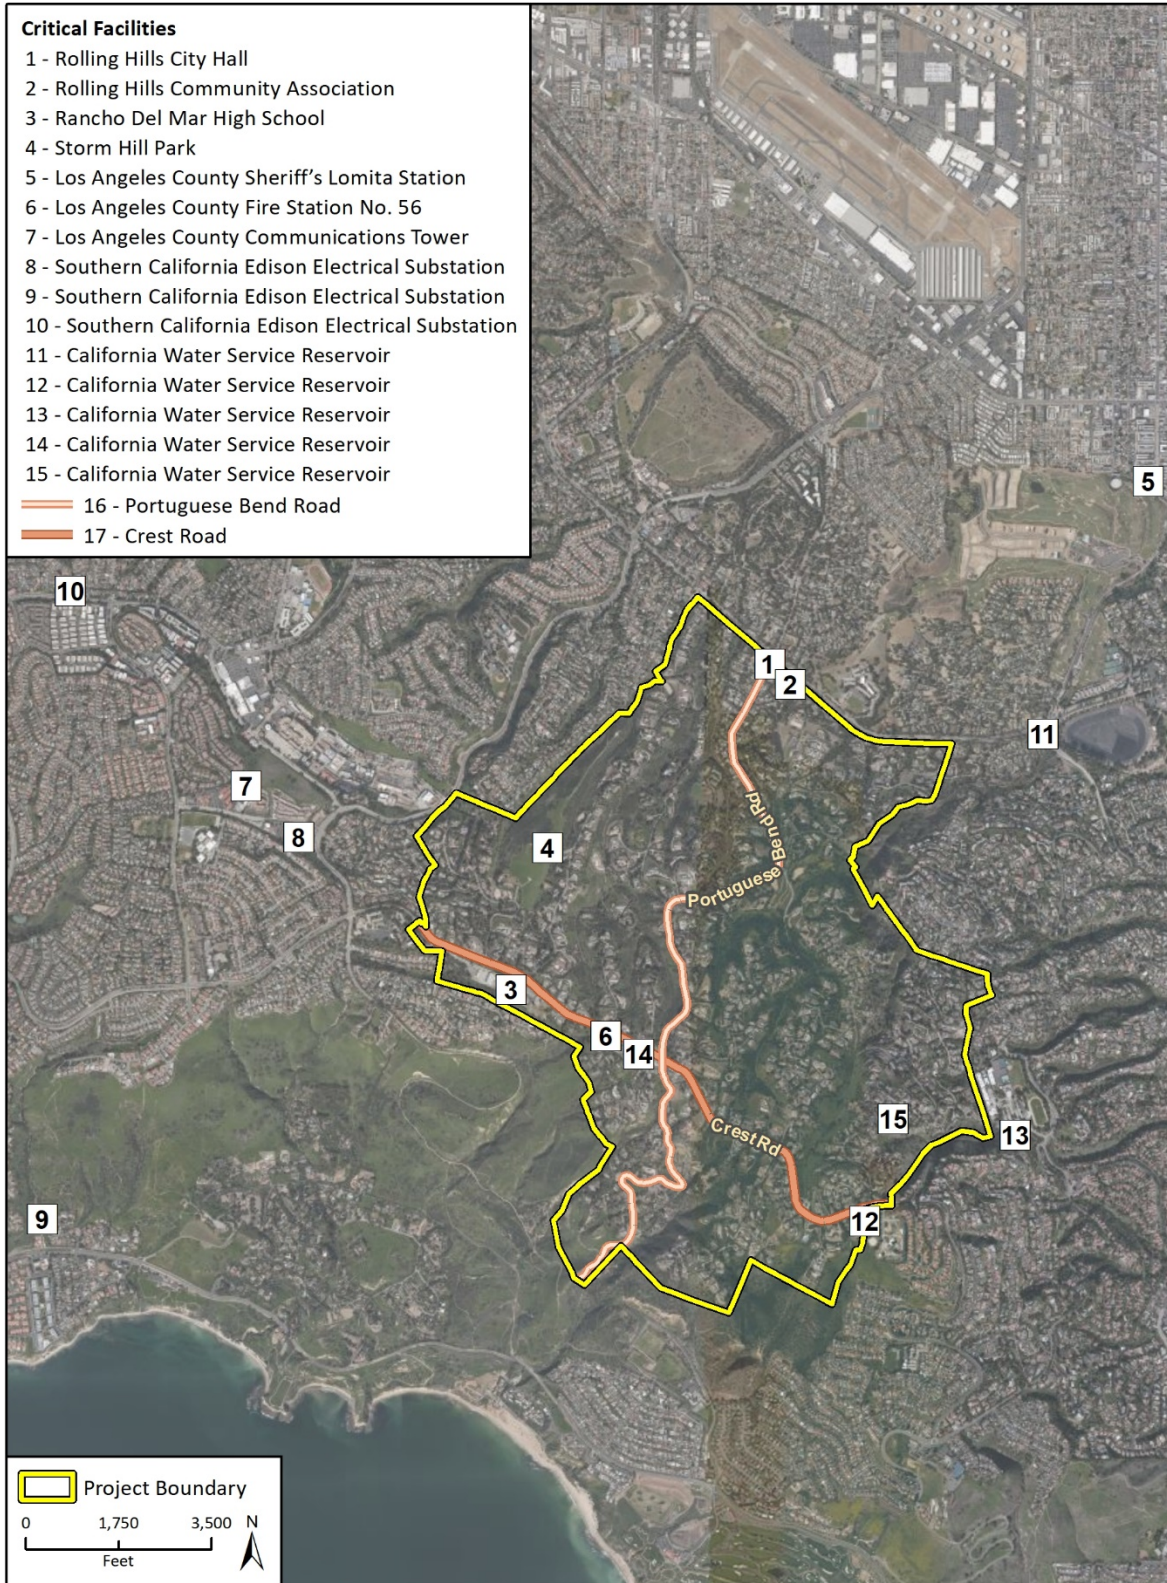 Critical Facilities
1 - Rolling Hills City Hall
2 - Rolling Hills Community Association
3 - Rancho Del Mar High School
4 - Storm Hill Park
5 - Los Angeles County Sheriff's Lomita Station
6 - Los Angeles County Fire Station No. 56
7 - Los Angeles County Communications Tower
8 - Southern California Edison Electrical Substation
9 - Southern California Edison Electrical Substation
10 - Southern California Edison Electrical Substation
11 - California Water Service Reservoir
12 - California Water Service Reservoir
13 - California Water Service Reservoir
14 - California Water Service Reservoir
15 - California Water Service Reservoir
16 - Portuguese Bend Road
17 - Crest Road
5
10
1
2
11
7
8
4
Portuguese Bend Rd
3
6
14
15
Crest Rd
13
9
12
Project Boundary
0 1,750 3,500
Feet
N